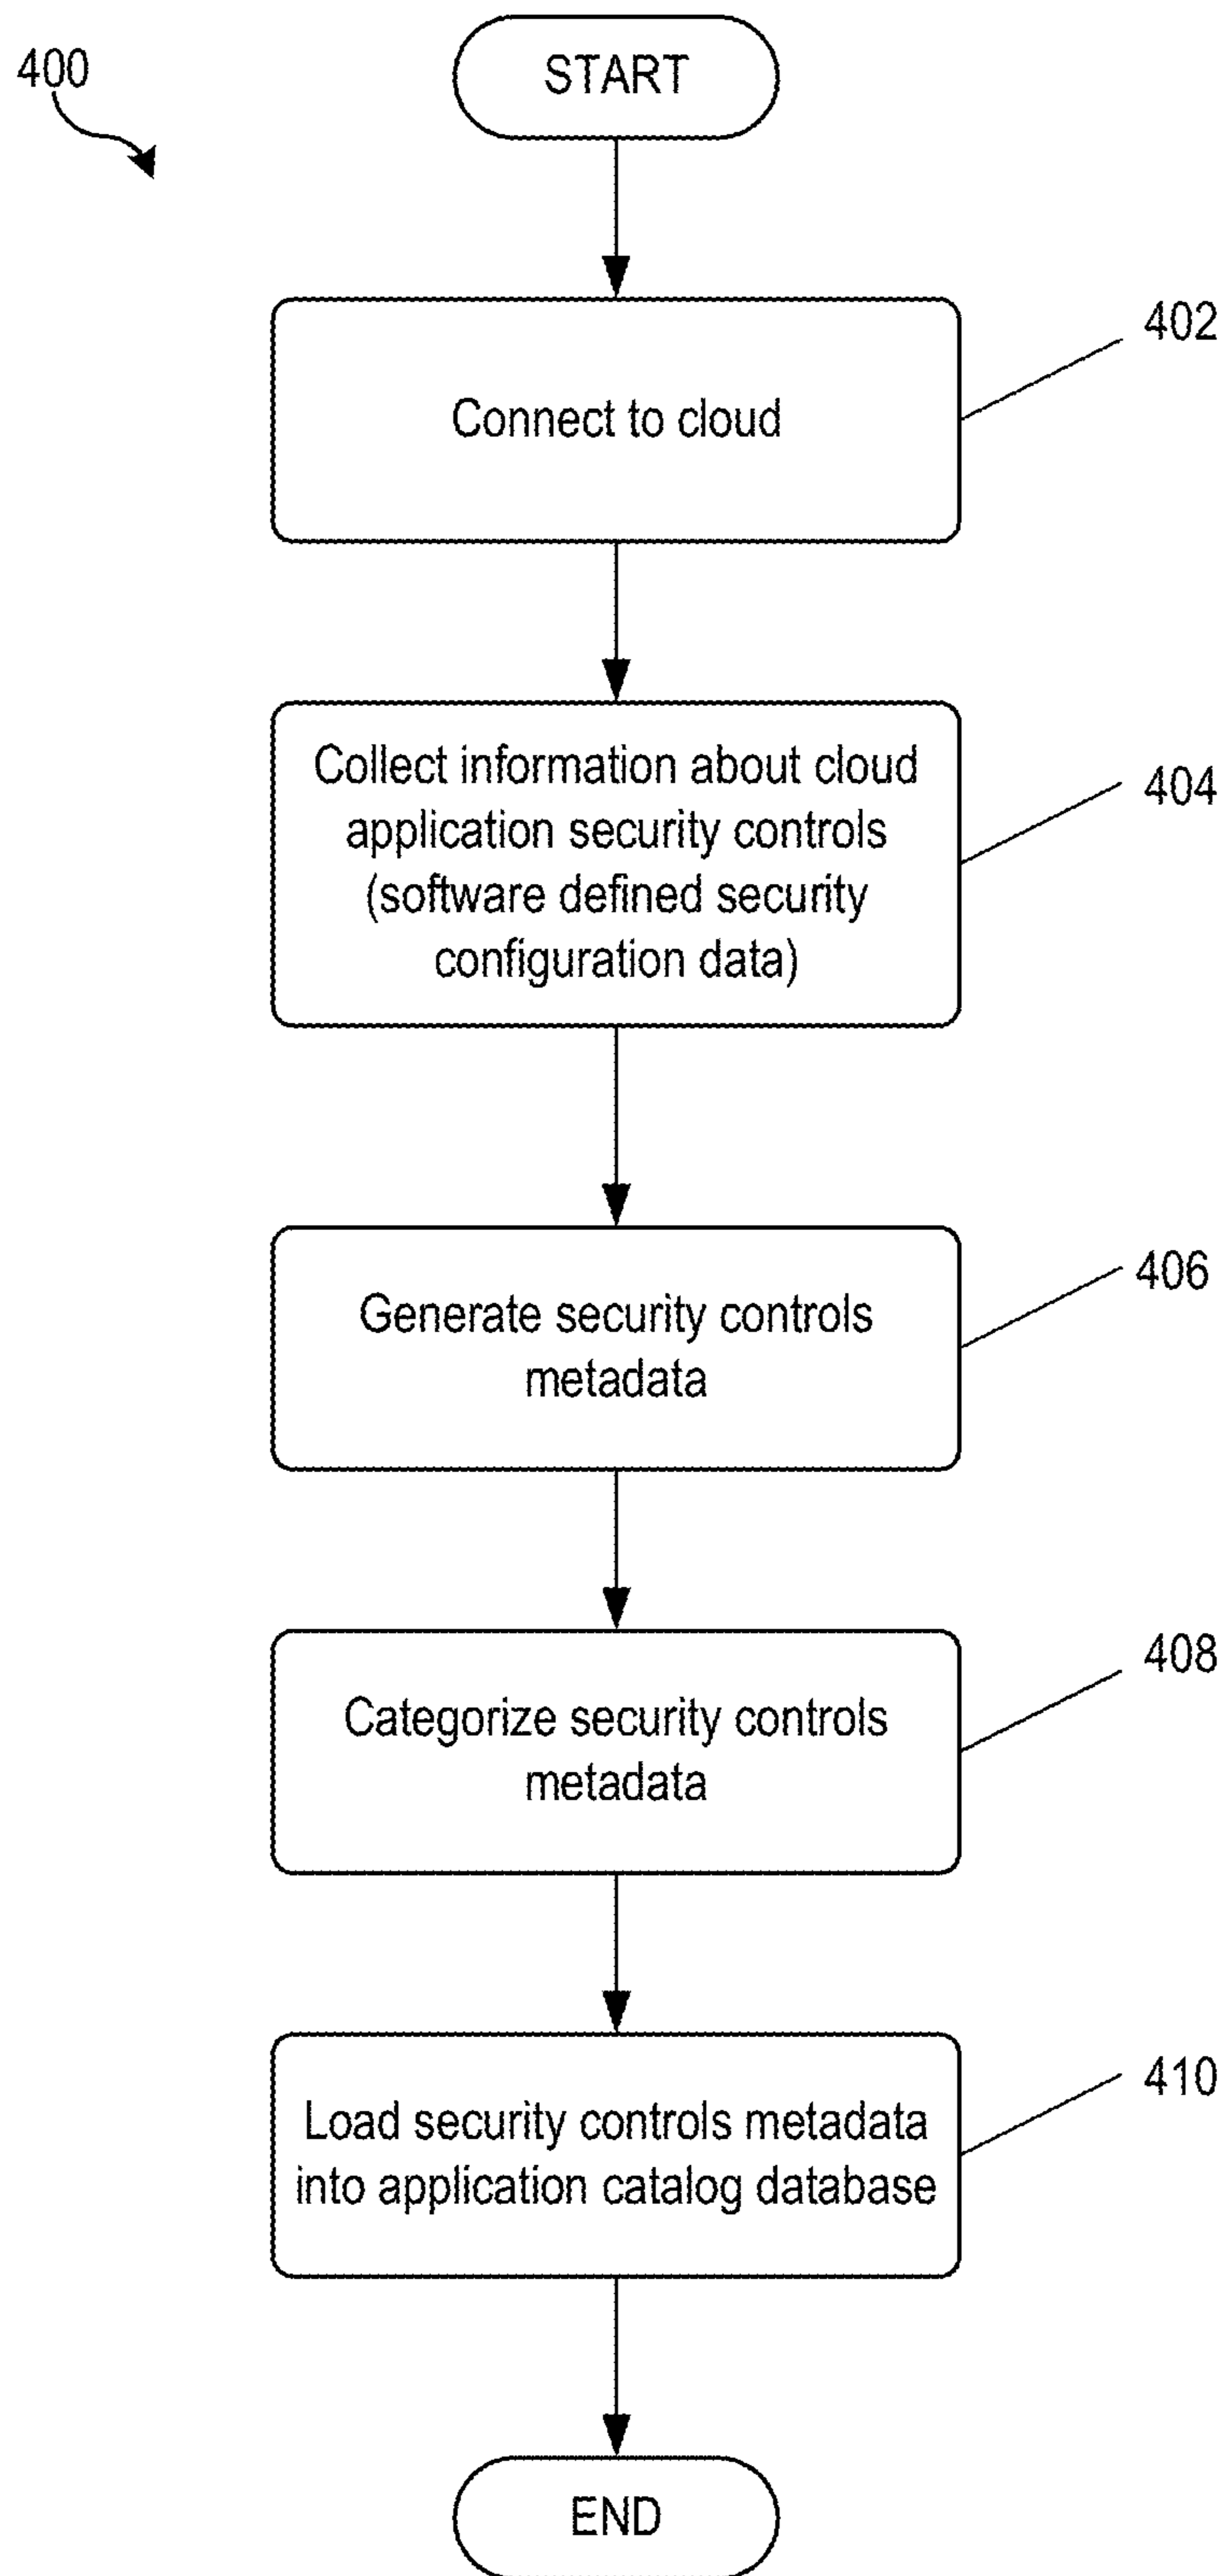 400
START
402
Connect to cloud
Collect information about cloud
application security controls
(software defined security
configuration data)
404
Generate security controls
metadata
406
Categorize security controls
metadata
408
Load security controls metadata
into application catalog database
410
END